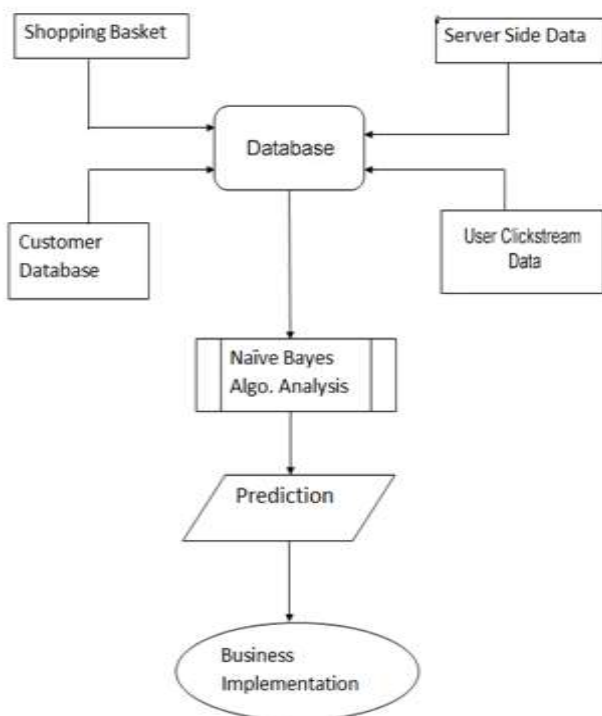 Shopping Basket
Server Side Data
Database
Customer
Database
User Clickstream
Data
Naïve Bayes
Algo. Analysis
Prediction
Business
Implementation